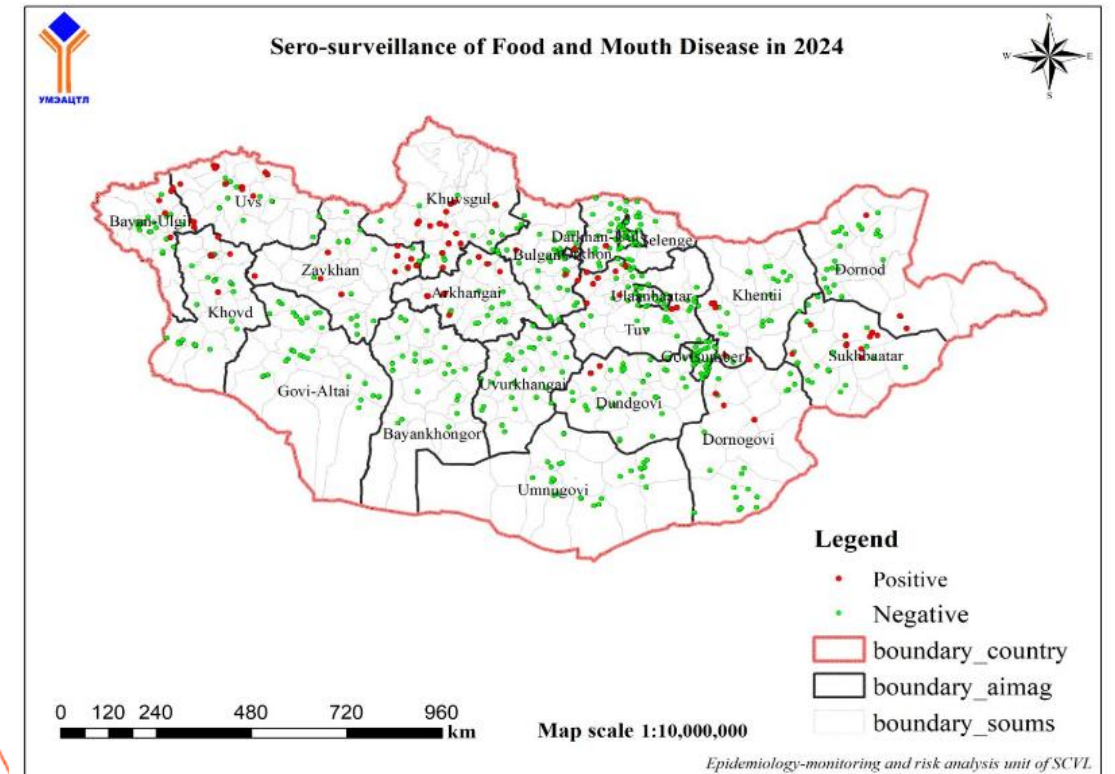 Sero-surveillance of Food and Mouth Disease in 2024
N
W
E
S
УМЭАЦТЛ
Khuvsgul
Uvs
Bayan-Ulgii
Darkhan-Uul
Selenge
Bulgan
Orkhon
Zavkhan
Dornod
Arkhangai
Ulaanbaatar
Khentii
Khovd
Tuv
Govisumber
Sukhbaatar
Govi-Altai
Uvurkhangai
Dundgovi
Bayankhongor
Dornogovi
Umnugovi
Legend
Positive
Negative
boundary_country
boundary_aimag
boundary_soums
0 120 240 480 720 960
km
Map scale 1:10,000,000
Epidemiology-monitoring and risk analysis unit of SCVL